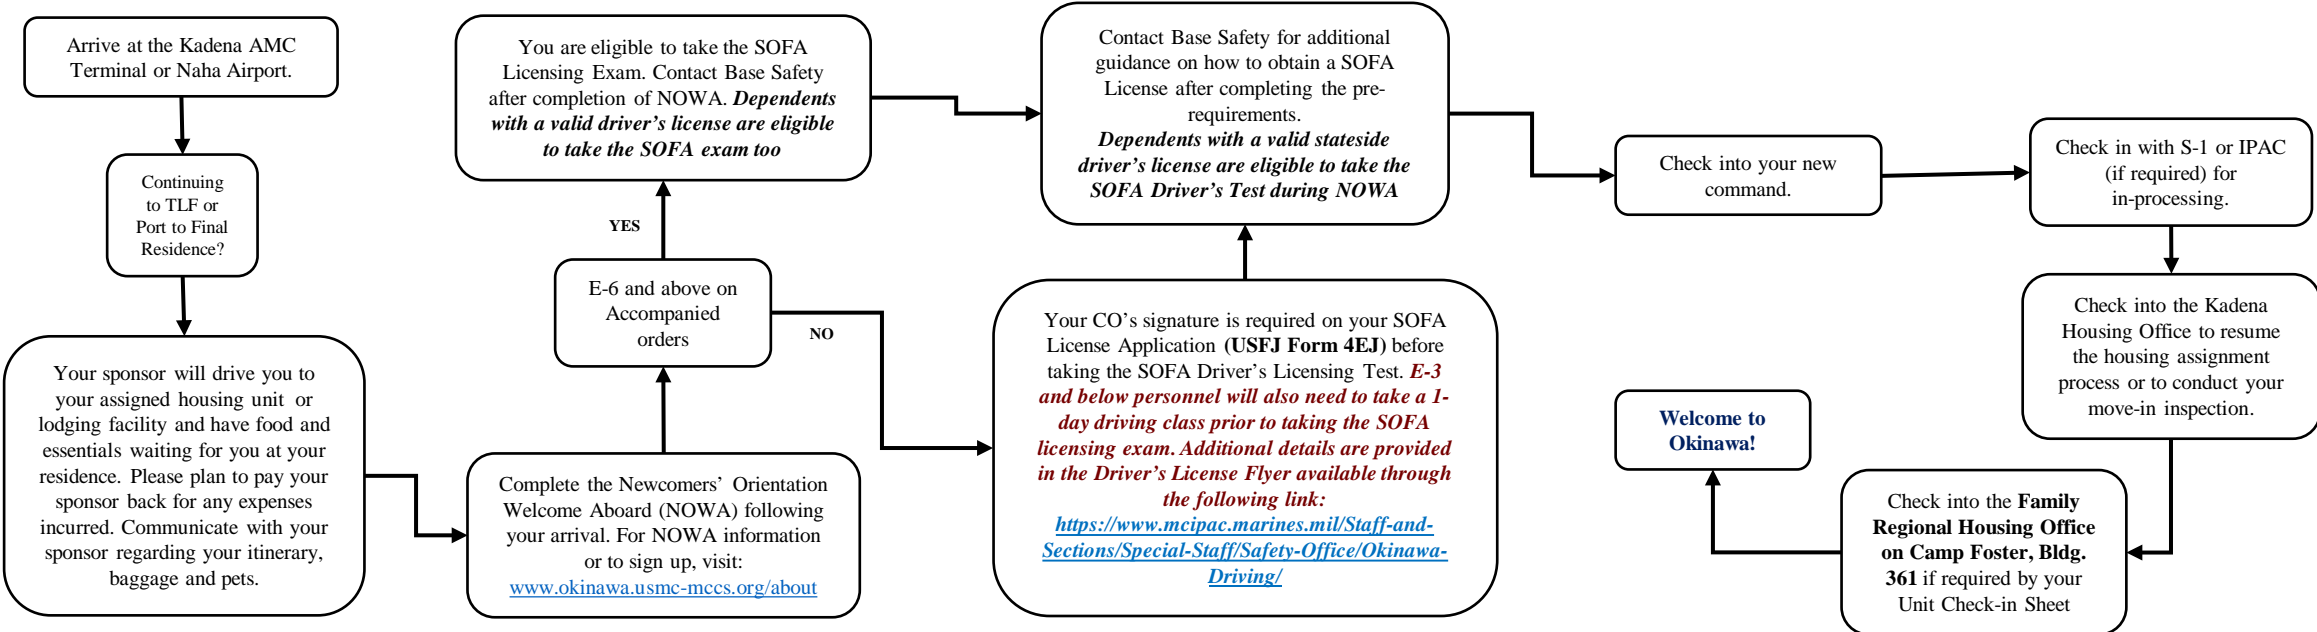 Arrive at the Kadena AMC
Terminal or Naha Airport.
Continuing
to TLF or
Port to Final
Residence?
Your sponsor will drive you to
your assigned housing unit or
lodging facility and have food and
essentials waiting for you at your
residence. Please plan to pay your
sponsor back for any expenses
incurred. Communicate with your
sponsor regarding your itinerary,
baggage and pets.
Complete the Newcomers' Orientation
Welcome Aboard (NOWA) following
your arrival. For NOWA information
or to sign up, visit:
www.okinawa.usmc-mccs.org/about
E-6 and above on
Accompanied
orders
YES
You are eligible to take the SOFA
Licensing Exam. Contact Base Safety
after completion of NOWA. Dependents
with a valid driver's license are eligible
to take the SOFA exam too
NO
Your CO's signature is required on your SOFA
License Application (USFJ Form 4EJ) before
taking the SOFA Driver's Licensing Test. E-3
and below personnel will also need to take a 1-
day driving class prior to taking the SOFA
licensing exam. Additional details are provided
in the Driver's License Flyer available through
the following link:
https://www.mcipac.marines.mil/Staff-and-
Sections/Special-Staff/Safety-Office/Okinawa-
Driving/
Contact Base Safety for additional
guidance on how to obtain a SOFA
License after completing the pre-
requirements.
Dependents with a valid stateside
driver's license are eligible to take the
SOFA Driver's Test during NOWA
Check into your new
command.
Check in with S-1 or IPAC
(if required) for
in-processing.
Check into the Kadena
Housing Office to resume
the housing assignment
process or to conduct your
move-in inspection.
Check into the Family
Regional Housing Office
on Camp Foster, Bldg.
361 if required by your
Unit Check-in Sheet
Welcome to
Okinawa!